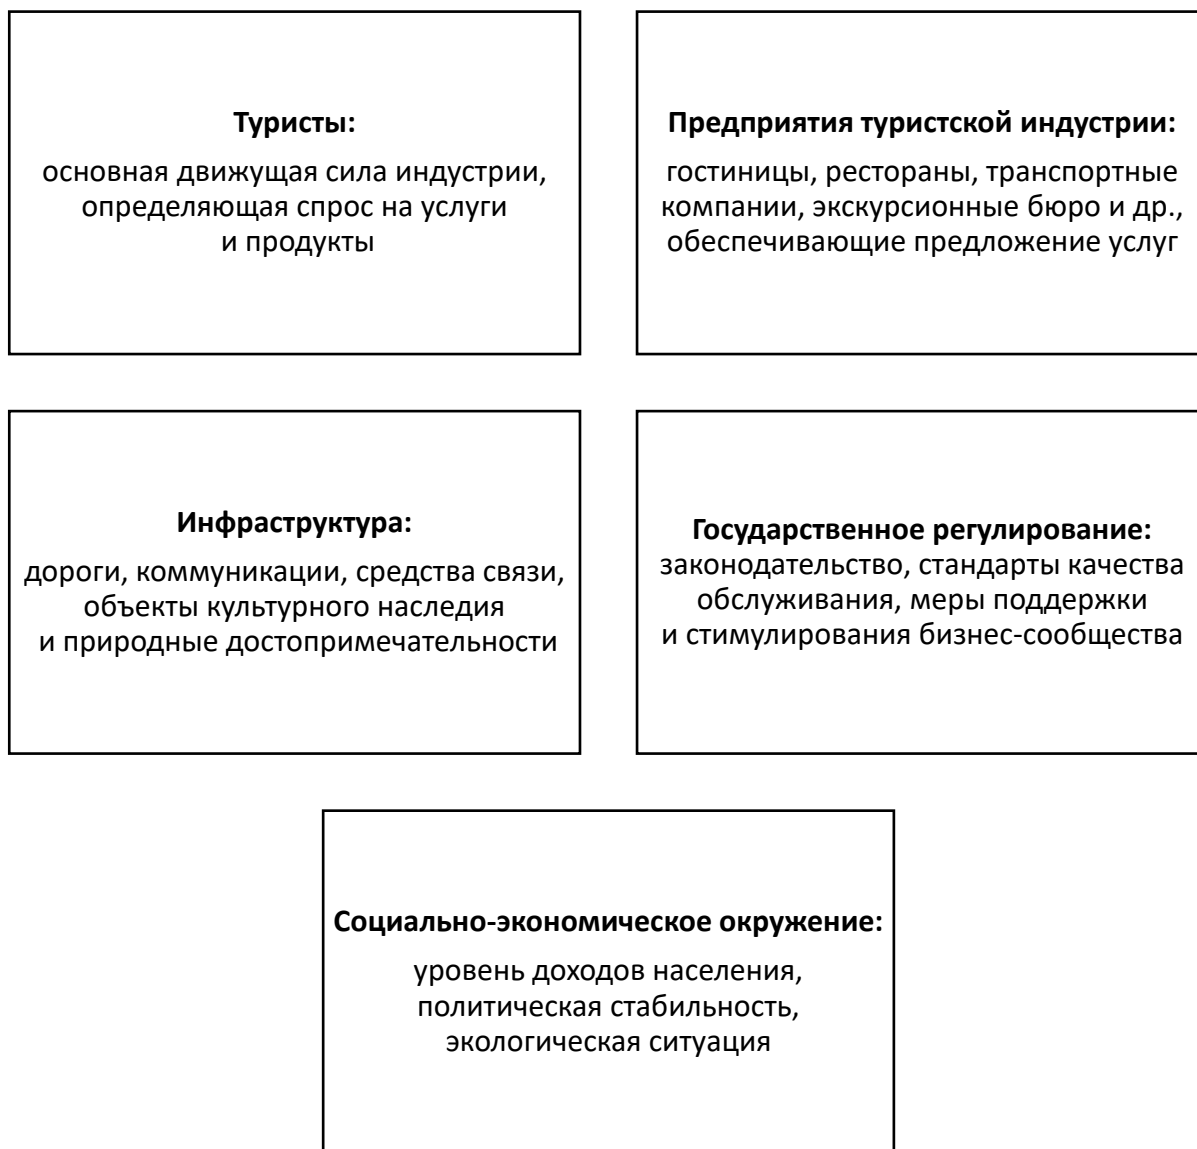 Туристы:
основная движущая сила индустрии,
определяющая спрос на услуги
и продукты
Предприятия туристской индустрии:
гостиницы, рестораны, транспортные
компании, экскурсионные бюро и др.,
обеспечивающие предложение услуг
Инфраструктура:
дороги, коммуникации, средства связи,
объекты культурного наследия
и природные достопримечательности
Государственное регулирование:
законодательство, стандарты качества
обслуживания, меры поддержки
и стимулирования бизнес-сообщества
Социально-экономическое окружение:
уровень доходов населения,
политическая стабильность,
экологическая ситуация